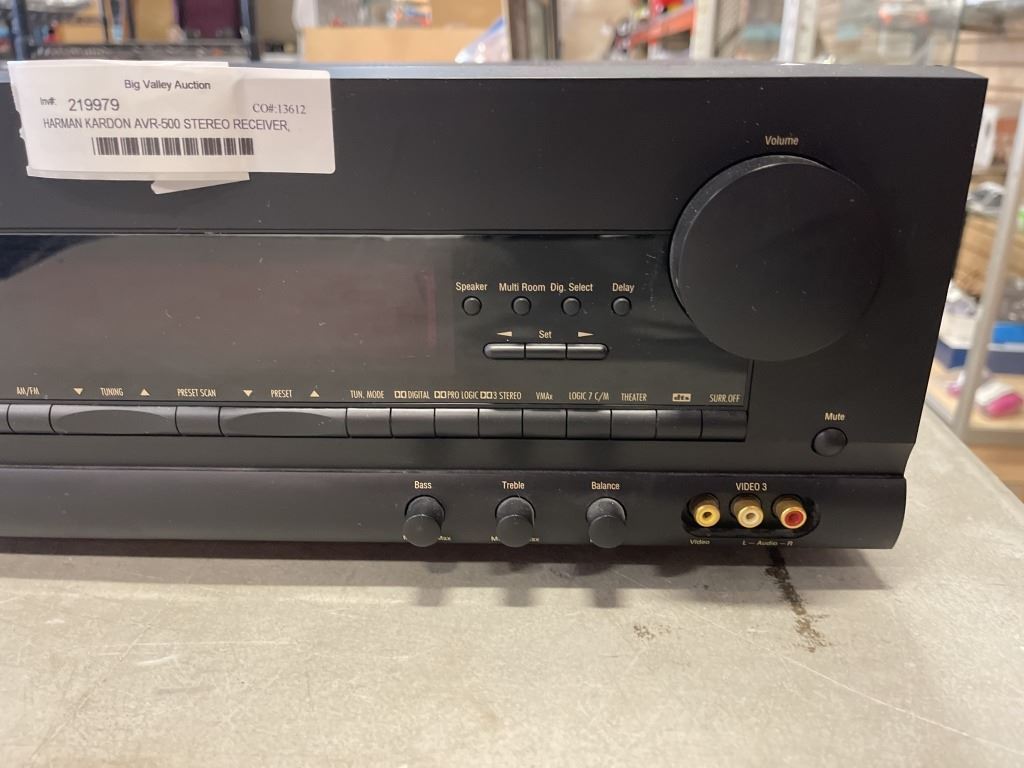 Big Valley Auction
Inv#: 219979 CO#:13612
HARMAN KARDON AVR-500 STEREO RECEIVER,
Volume
Speaker Multi Room Dig. Select Delay
Set
AM/FM TUNING PRESET SCAN PRESET TUN. MODE DIGITAL PRO LOGIC 3 STEREO VMAx LOGIC 7 C/M THEATER dts SURR.OFF
Mute
Bass Treble Balance VIDEO 3
Video L – Audio – R